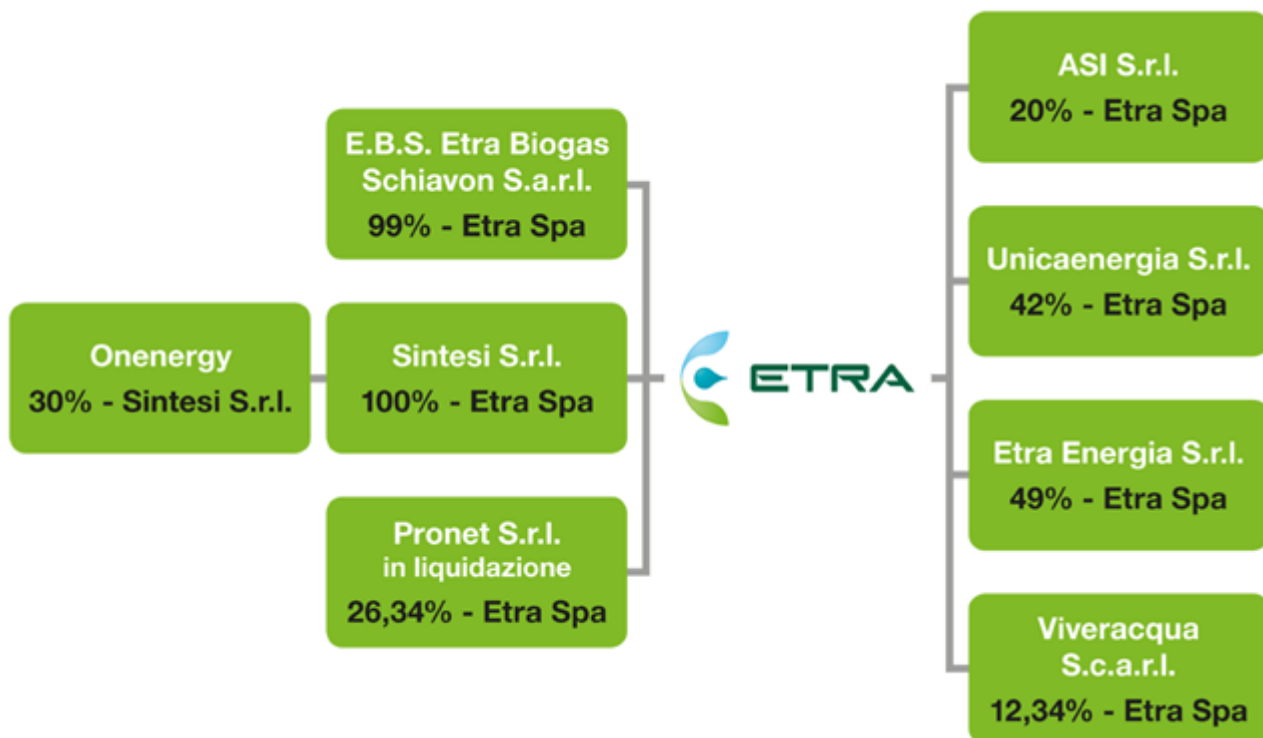 E.B.S. Etra Biogas
Schiavon S.a.r.l.
99% - Etra Spa
Onenergy
30% - Sintesi S.r.l.
Sintesi S.r.l.
100% - Etra Spa
Pronet S.r.l.
in liquidazione
26,34% - Etra Spa
ETRA
ASI S.r.l.
20% - Etra Spa
Unicaenergia S.r.l.
42% - Etra Spa
Etra Energia S.r.l.
49% - Etra Spa
Viveracqua
S.c.a.r.l.
12,34% - Etra Spa